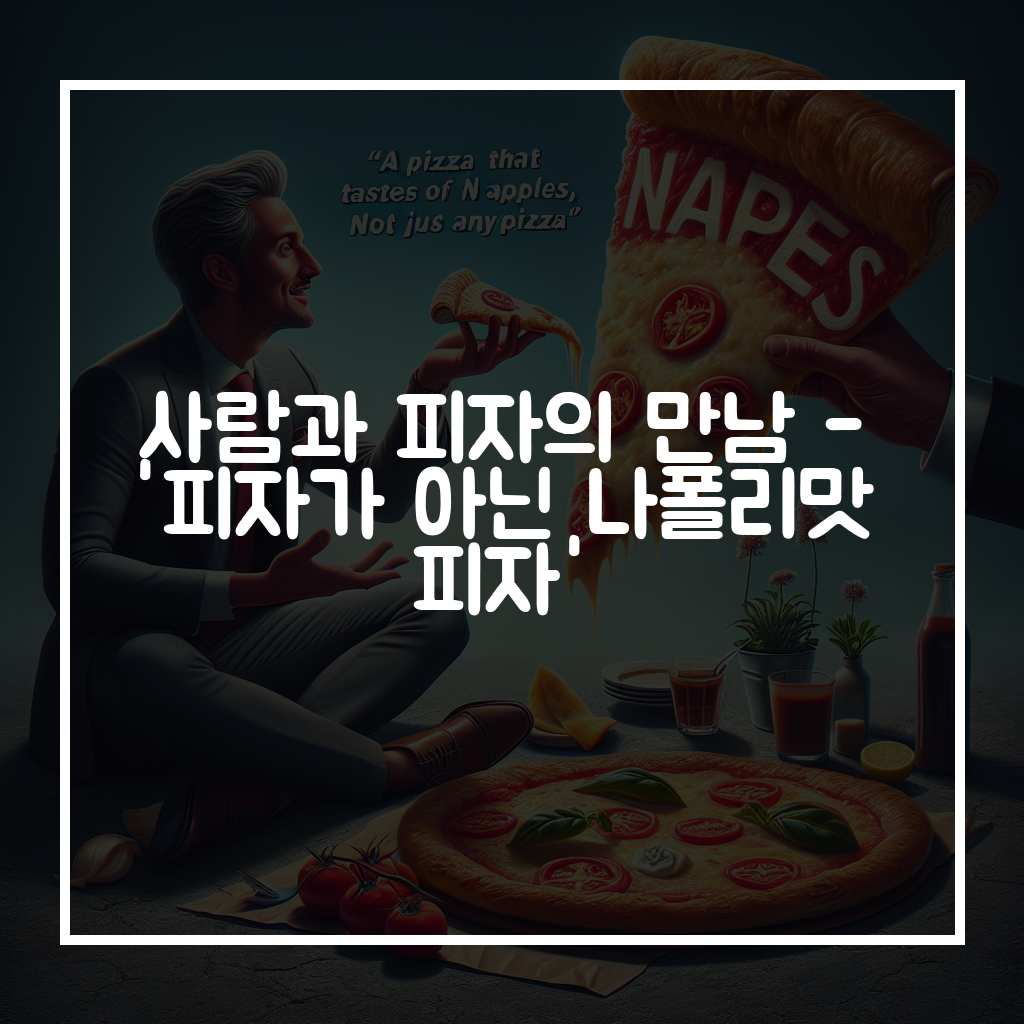 “A pizza that
tastes of N apples,
Not jus any pizza”
NAPES
사람과 피자의 만남 -
'피자가 아닌 나폴리맛
피자'